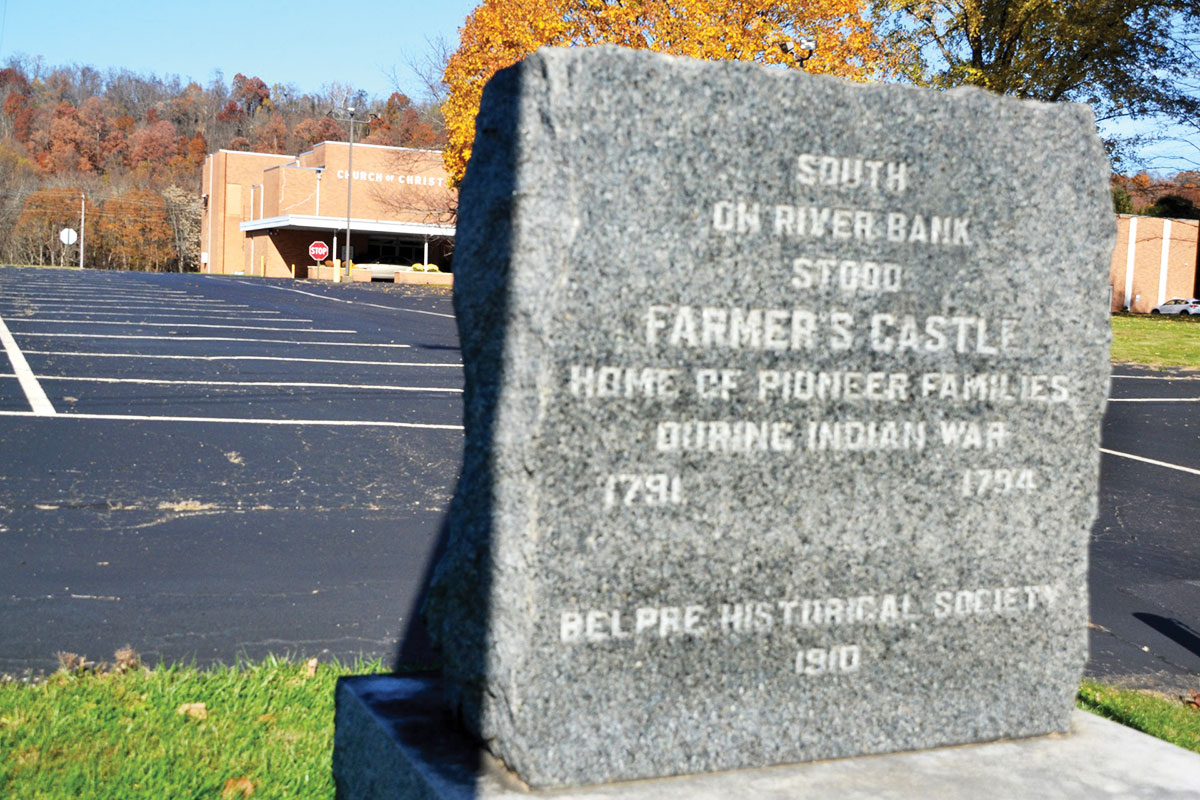 CHURCH OF CHRIST
STOP
SOUTH
ON RIVER BANK
STOOD
FARMER'S CASTLE
HOME OF PIONEER FAMILIES
DURING INDIAN WAR
1791 1794
BELPRE HISTORICAL SOCIETY
1910